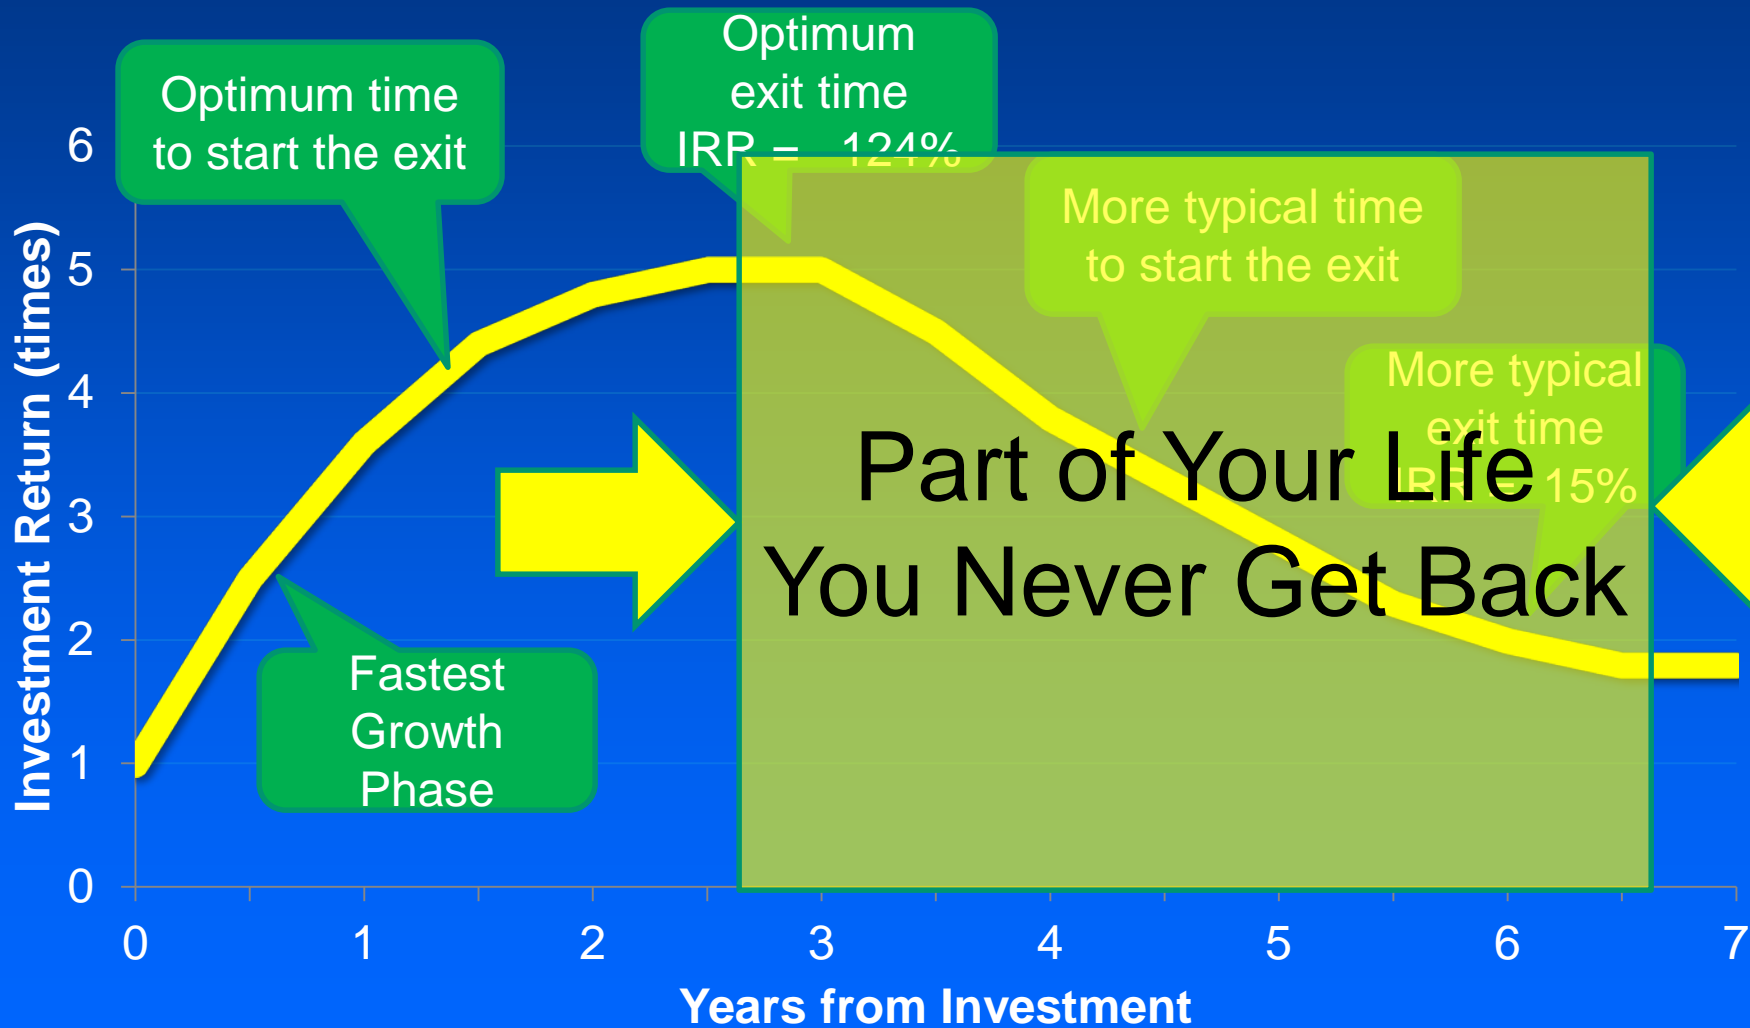 Optimum time
to start the exit
Optimum
exit time
IRR = 124%
More typical time
to start the exit
More typical
exit time
IRR = 15%
Part of Your Life
You Never Get Back
Fastest
Growth
Phase
Investment Return (times)
6
5
4
3
2
1
0
0 1 2 3 4 5 6 7
Years from Investment